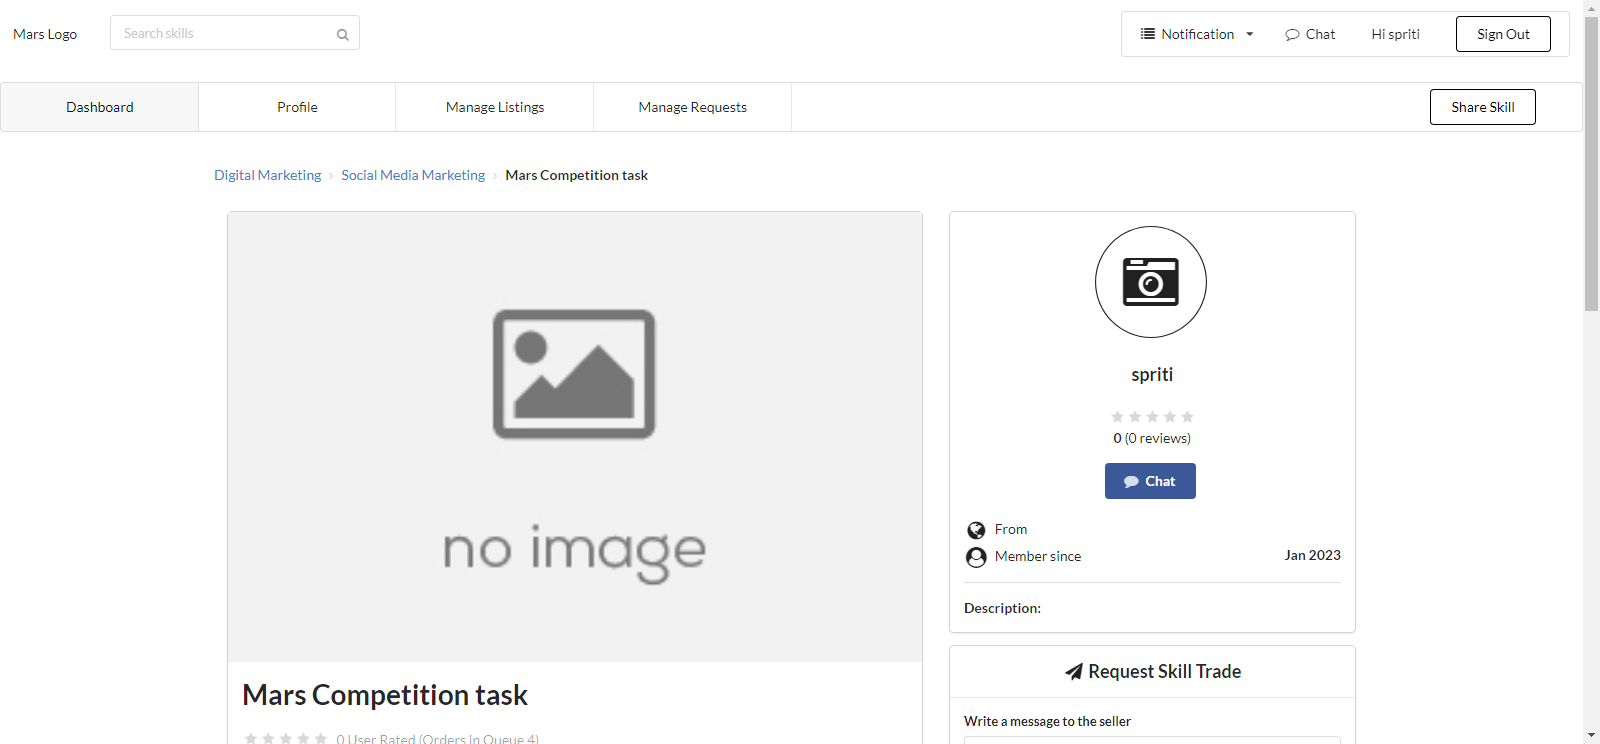 Mars Logo
Search skills
Notification
Chat
Hi spriti
Sign Out
Dashboard
Profile
Manage Listings
Manage Requests
Share Skill
Digital Marketing
Social Media Marketing
Mars Competition task
no image
Mars Competition task
0 User Rated (Orders in Queue 4)
spriti
0 (0 reviews)
Chat
From
Member since Jan 2023
Description:
Request Skill Trade
Write a message to the seller